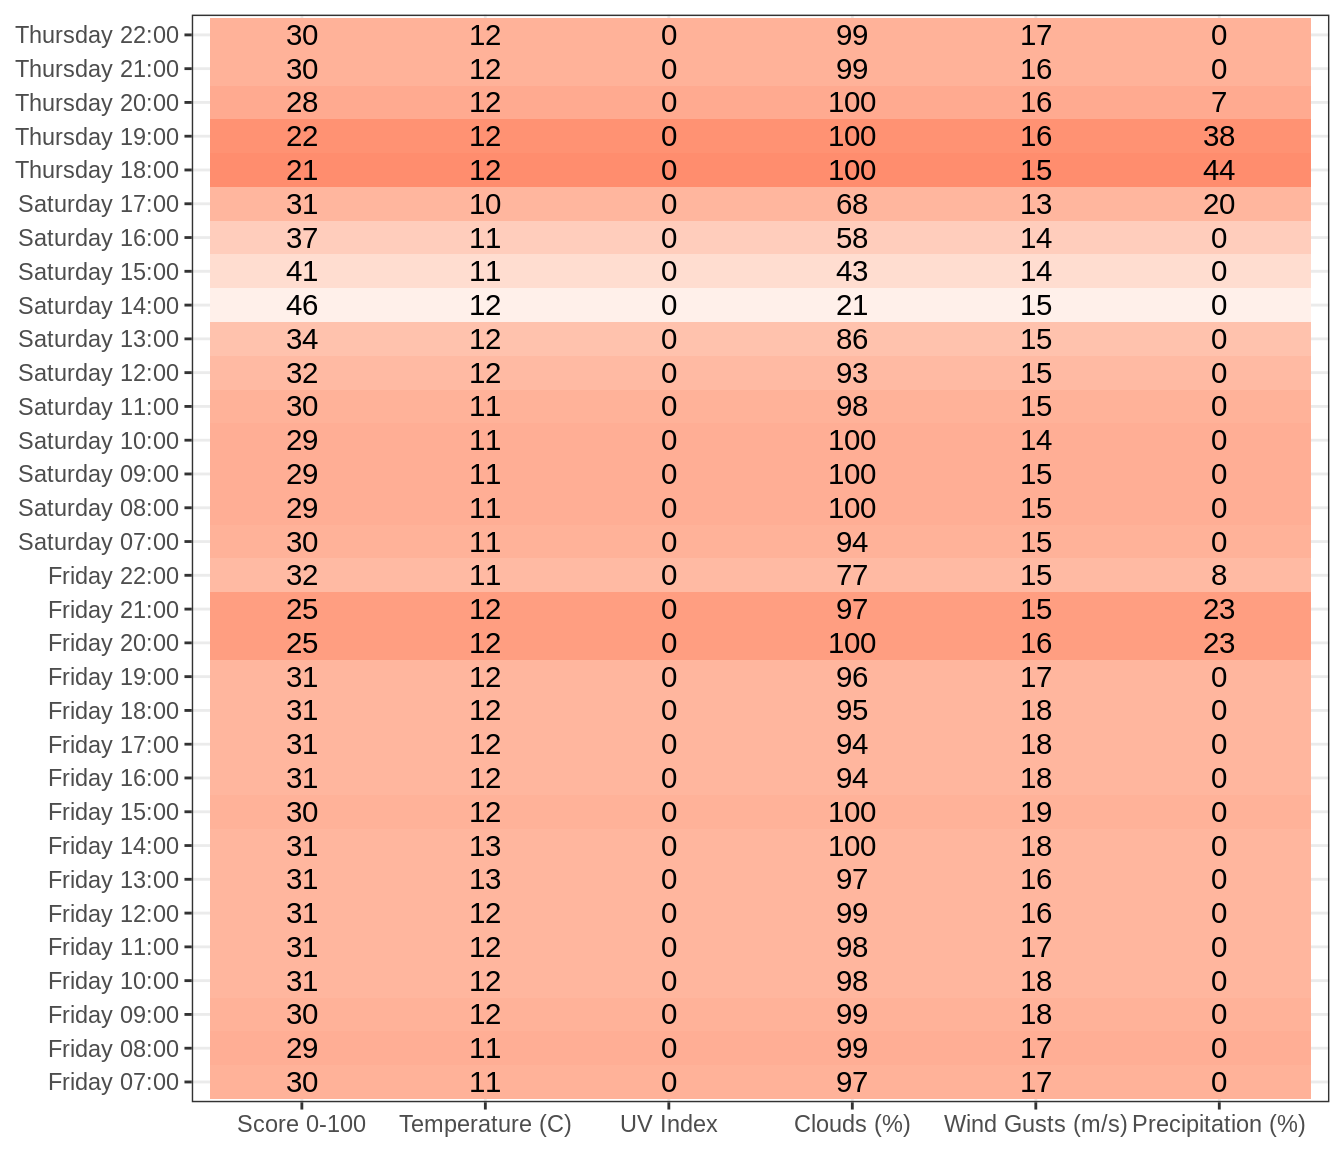 Thursday 22:00 30 12 0 99 17 0
Thursday 21:00 30 12 0 99 16 0
Thursday 20:00 28 12 0 100 16 7
Thursday 19:00 22 12 0 100 16 38
Thursday 18:00 21 12 0 100 15 44
Saturday 17:00 31 10 0 68 13 20
Saturday 16:00 37 11 0 58 14 0
Saturday 15:00 41 11 0 43 14 0
Saturday 14:00 46 12 0 21 15 0
Saturday 13:00 34 12 0 86 15 0
Saturday 12:00 32 12 0 93 15 0
Saturday 11:00 30 11 0 98 15 0
Saturday 10:00 29 11 0 100 14 0
Saturday 09:00 29 11 0 100 15 0
Saturday 08:00 29 11 0 100 15 0
Saturday 07:00 30 11 0 94 15 0
Friday 22:00 32 11 0 77 15 8
Friday 21:00 25 12 0 97 15 23
Friday 20:00 25 12 0 100 16 23
Friday 19:00 31 12 0 96 17 0
Friday 18:00 31 12 0 95 18 0
Friday 17:00 31 12 0 94 18 0
Friday 16:00 31 12 0 94 18 0
Friday 15:00 30 12 0 100 19 0
Friday 14:00 31 13 0 100 18 0
Friday 13:00 31 13 0 97 16 0
Friday 12:00 31 12 0 99 16 0
Friday 11:00 31 12 0 98 17 0
Friday 10:00 31 12 0 98 18 0
Friday 09:00 30 12 0 99 18 0
Friday 08:00 29 11 0 99 17 0
Friday 07:00 30 11 0 97 17 0
Score 0-100 Temperature (C) UV Index Clouds (%) Wind Gusts (m/s) Precipitation (%)